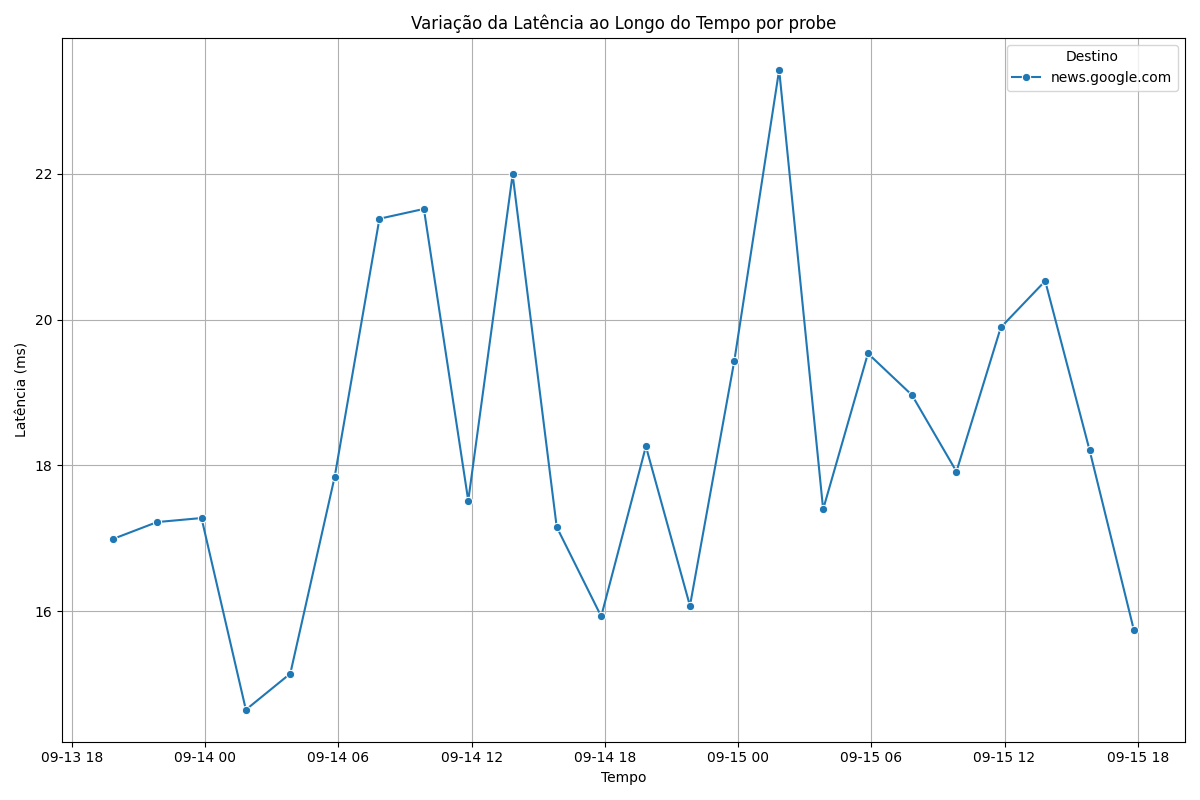 Variação da Latência ao Longo do Tempo por probe
Destino
news.google.com
Latência (ms)
22
20
18
16
09-13 18
09-14 00
09-14 06
09-14 12
09-14 18
09-15 00
09-15 06
09-15 12
09-15 18
Tempo